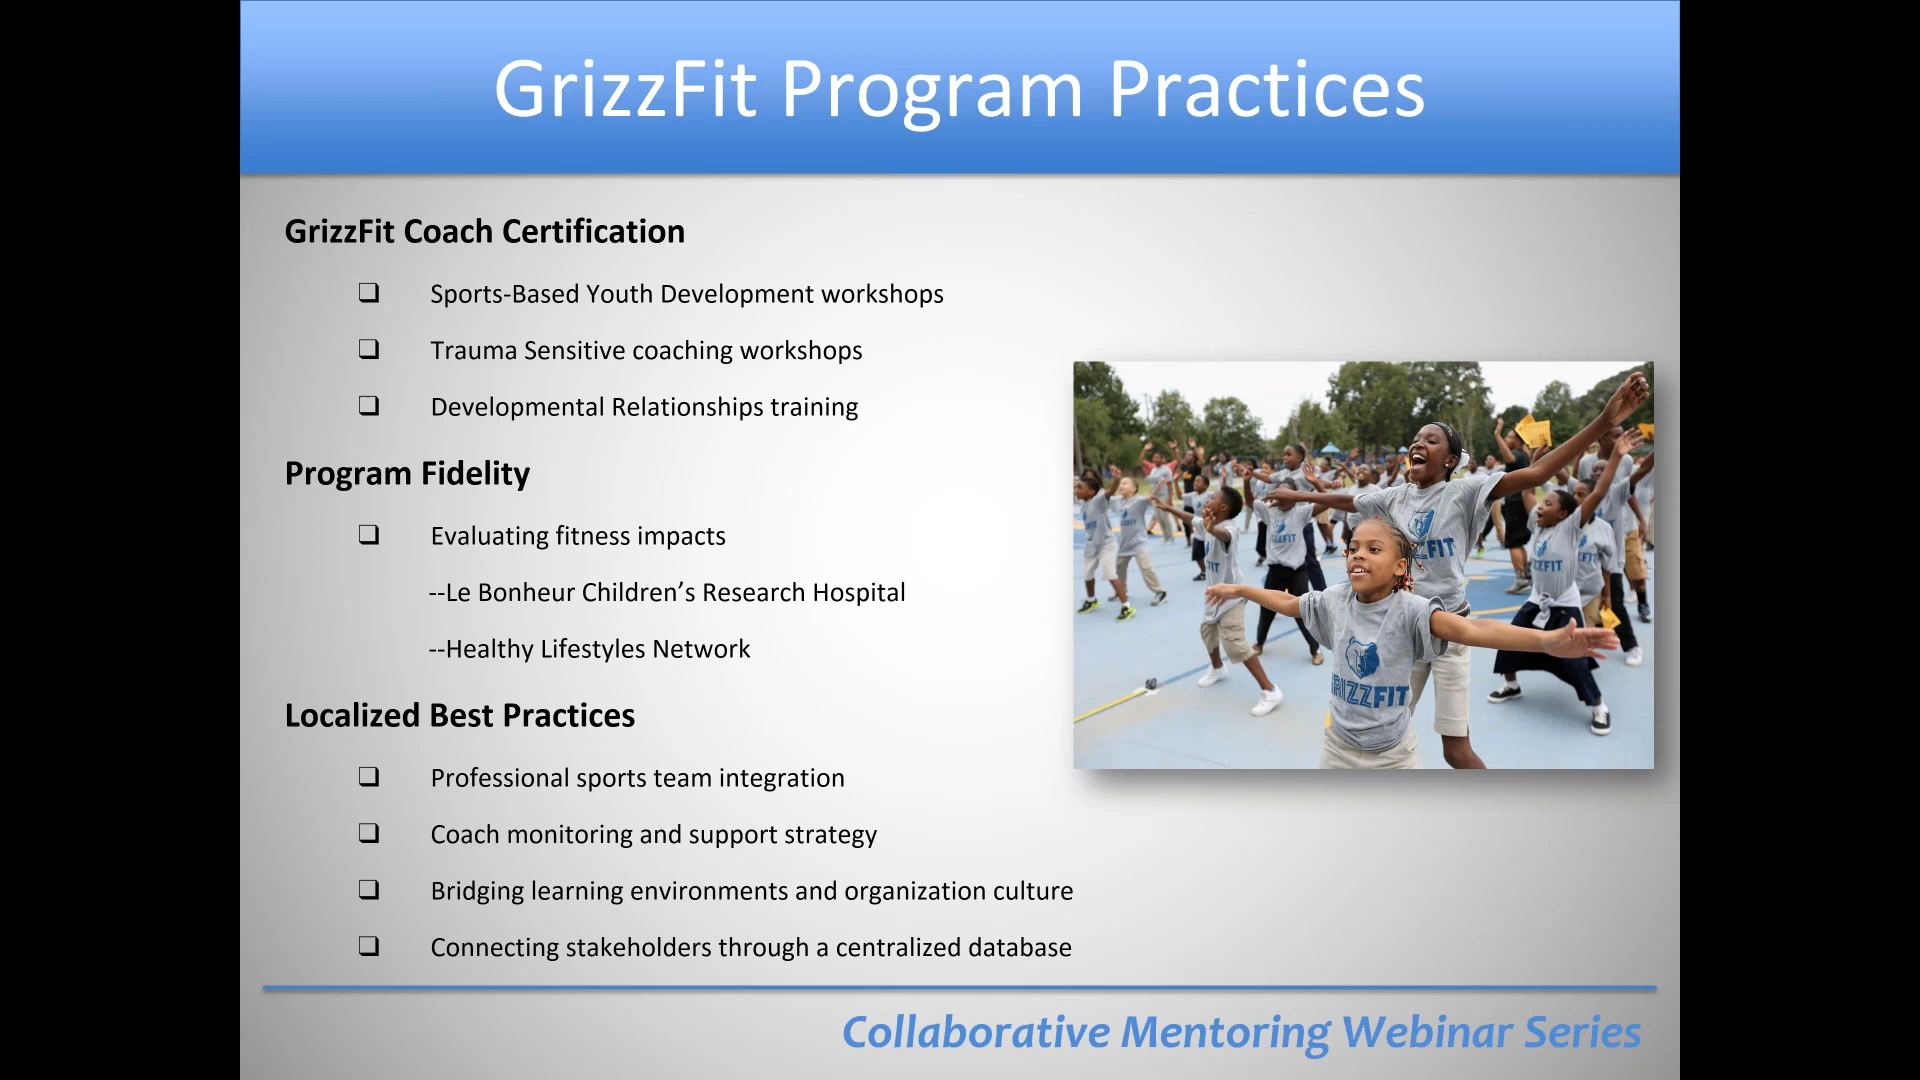 GrizzFit Program Practices
GrizzFit Coach Certification
❑ Sports-Based Youth Development workshops
❑ Trauma Sensitive coaching workshops
❑ Developmental Relationships training
Program Fidelity
❑ Evaluating fitness impacts
--Le Bonheur Children’s Research Hospital
--Healthy Lifestyles Network
Localized Best Practices
❑ Professional sports team integration
❑ Coach monitoring and support strategy
❑ Bridging learning environments and organization culture
❑ Connecting stakeholders through a centralized database
GRIZZFIT
Collaborative Mentoring Webinar Series